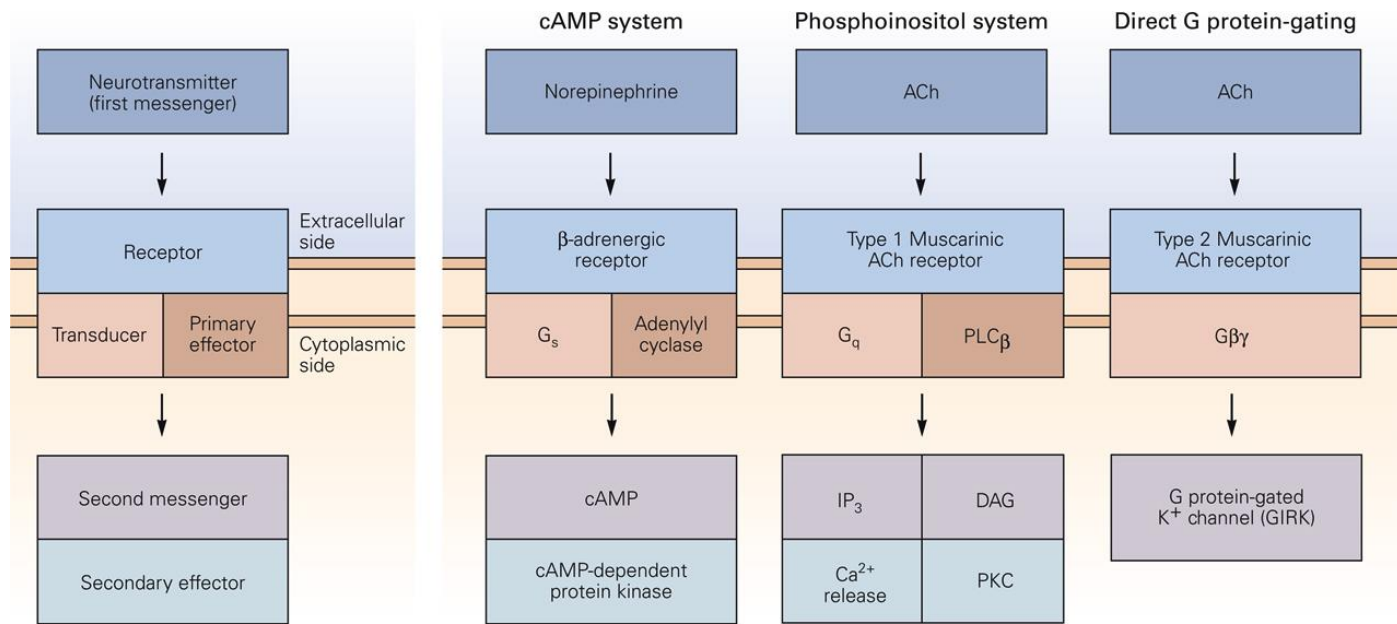 cAMP system
Phosphoinositol system
Direct G protein-gating
Neurotransmitter
(first messenger)
Norepinephrine
ACh
ACh
Receptor
Extracellular
side
β-adrenergic
receptor
Type 1 Muscarinic
ACh receptor
Type 2 Muscarinic
ACh receptor
Transducer
Primary
effector
Cytoplasmic
side
Gs
Adenylyl
cyclase
Gq
PLCβ
Gβγ
Second messenger
cAMP
IP3
DAG
G protein-gated
K+ channel (GIRK)
Secondary effector
cAMP-dependent
protein kinase
Ca2+
release
PKC